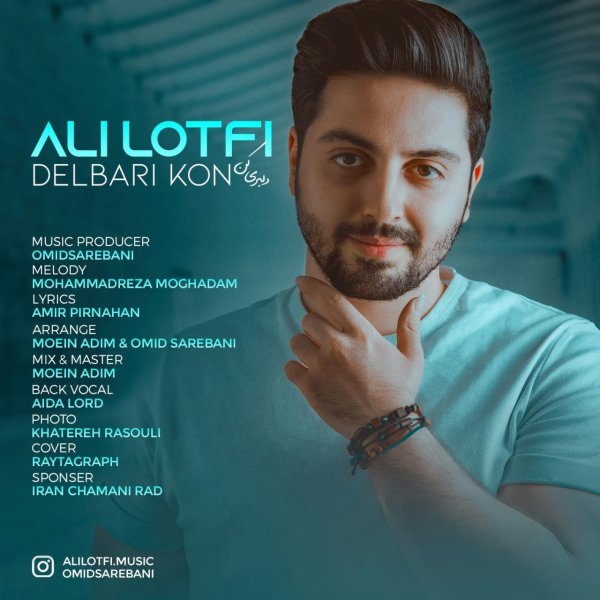 ALI LOTFI
DELBARI KON دلبری کن
MUSIC PRODUCER
OMIDSAREBANI
MELODY
MOHAMMADREZA MOGHADAM
LYRICS
AMIR PIRNAHAN
ARRANGE
MOEIN ADIM & OMID SAREBANI
MIX & MASTER
MOEIN ADIM
BACK VOCAL
AIDA LORD
PHOTO
KHATEREH RASOULI
COVER
RAYTAGRAPH
SPONSER
IRAN CHAMANI RAD
ALILOTFI.MUSIC
OMIDSAREBANI